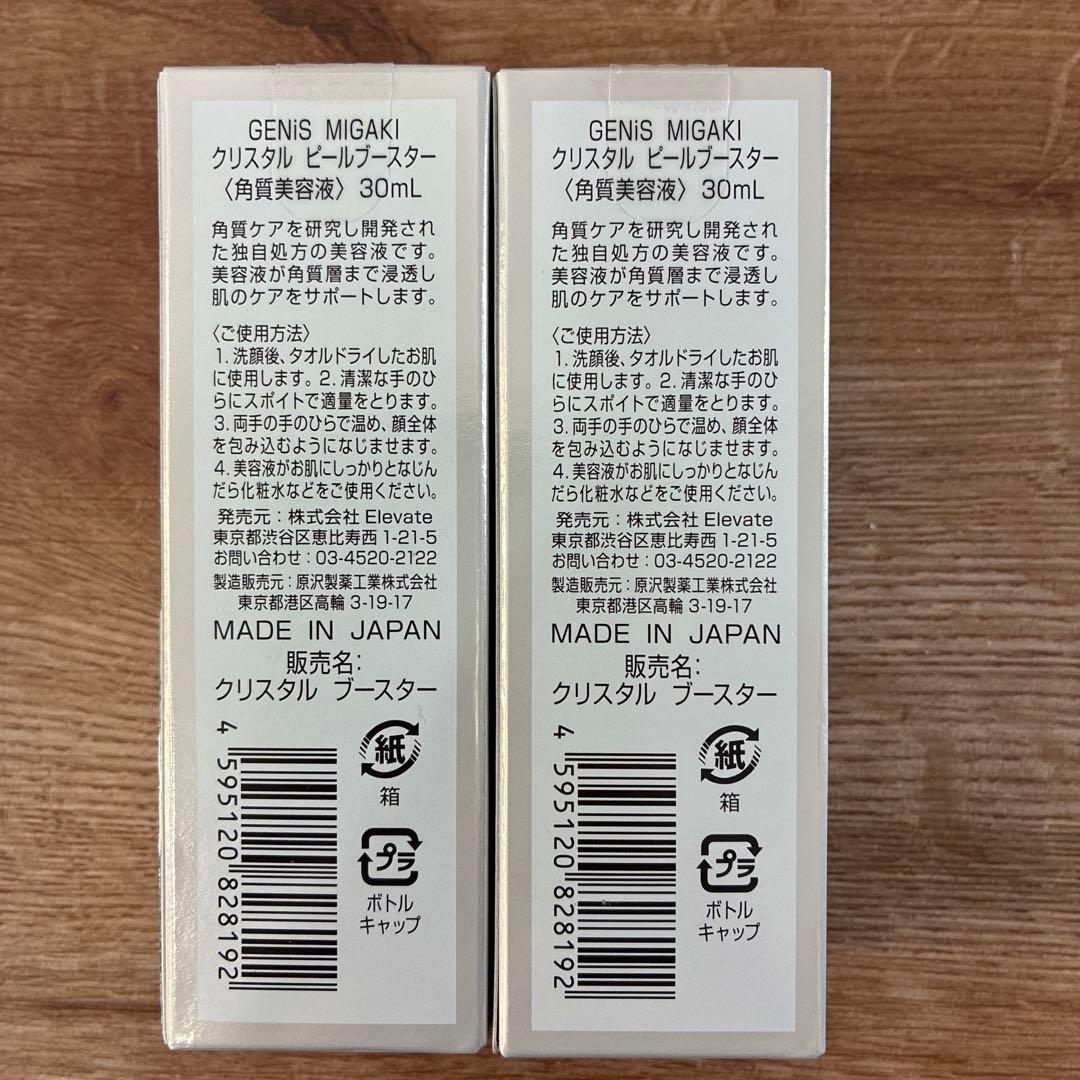 GENiS MIGAKI
クリスタル ピールブースター
〈角質美容液〉 30mL
角質ケアを研究し開発され
た独自処方の美容液です。
美容液が角質層まで浸透し
肌のケアをサポートします。
〈ご使用方法〉
1. 洗顔後、タオルドライしたお肌
に使用します。2. 清潔な手のひ
らにスポイトで適量をとります。
3. 両手の手のひらで温め、顔全体
を包み込むようになじませます。
4. 美容液がお肌にしっかりとなじん
だら化粧水などをご使用ください。
発売元：株式会社Elevate
東京都渋谷区恵比寿西 1-21-5
お問い合わせ：03-4520-2122
製造販売元：原沢製薬工業株式会社
東京都港区高輪 3-19-17
MADE IN JAPAN
販売名：
クリスタル ブースター
4 595120 828192
紙
箱
プラ
ボトル
キャップ
GENiS MIGAKI
クリスタル ピールブースター
〈角質美容液〉 30mL
角質ケアを研究し開発され
た独自処方の美容液です。
美容液が角質層まで浸透し
肌のケアをサポートします。
〈ご使用方法〉
1. 洗顔後、タオルドライしたお肌
に使用します。2. 清潔な手のひ
らにスポイトで適量をとります。
3. 両手の手のひらで温め、顔全体
を包み込むようになじませます。
4. 美容液がお肌にしっかりとなじん
だら化粧水などをご使用ください。
発売元：株式会社Elevate
東京都渋谷区恵比寿西 1-21-5
お問い合わせ：03-4520-2122
製造販売元：原沢製薬工業株式会社
東京都港区高輪 3-19-17
MADE IN JAPAN
販売名：
クリスタル ブースター
4 595120 828192
紙
箱
プラ
ボトル
キャップ